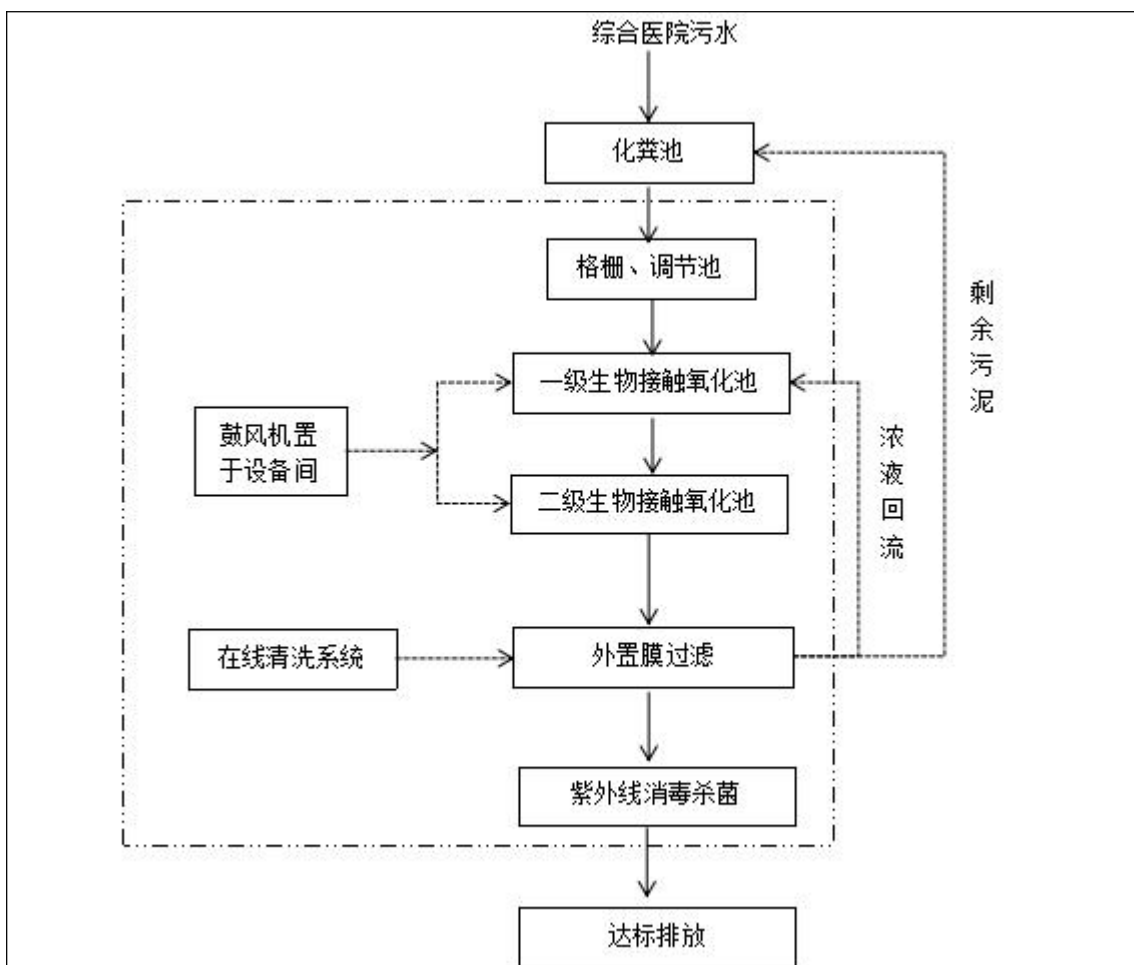 综合医院污水
化粪池
格栅、调节池
一级生物接触氧化池
鼓风机置
于设备间
二级生物接触氧化池
浓液回流
剩余污泥
在线清洗系统
外置膜过滤
紫外线消毒杀菌
达标排放